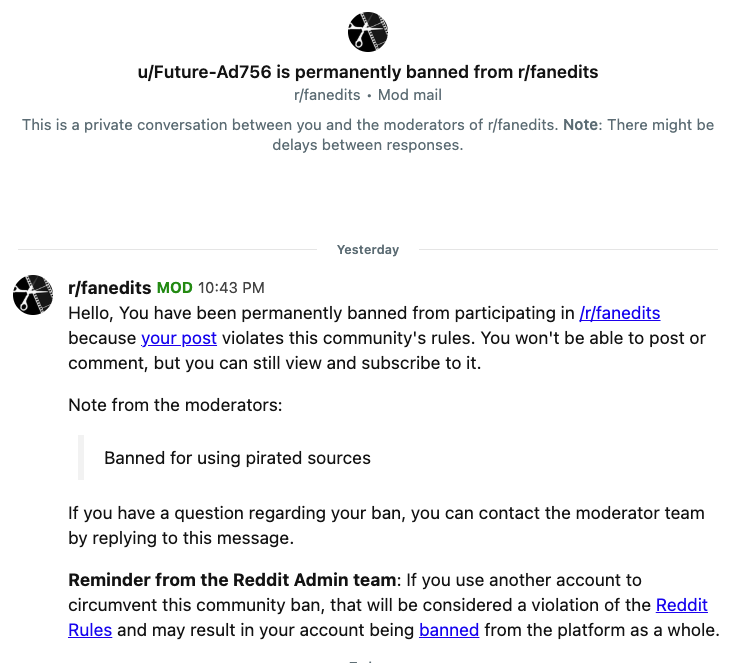 u/Future-Ad756 is permanently banned from r/fanedits
r/fanedits • Mod mail
This is a private conversation between you and the moderators of r/fanedits. Note: There might be
delays between responses.
Yesterday
r/fanedits MOD 10:43 PM
Hello, You have been permanently banned from participating in /r/fanedits
because your post violates this community's rules. You won't be able to post or
comment, but you can still view and subscribe to it.
Note from the moderators:
Banned for using pirated sources
If you have a question regarding your ban, you can contact the moderator team
by replying to this message.
Reminder from the Reddit Admin team: If you use another account to
circumvent this community ban, that will be considered a violation of the Reddit
Rules and may result in your account being banned from the platform as a whole.